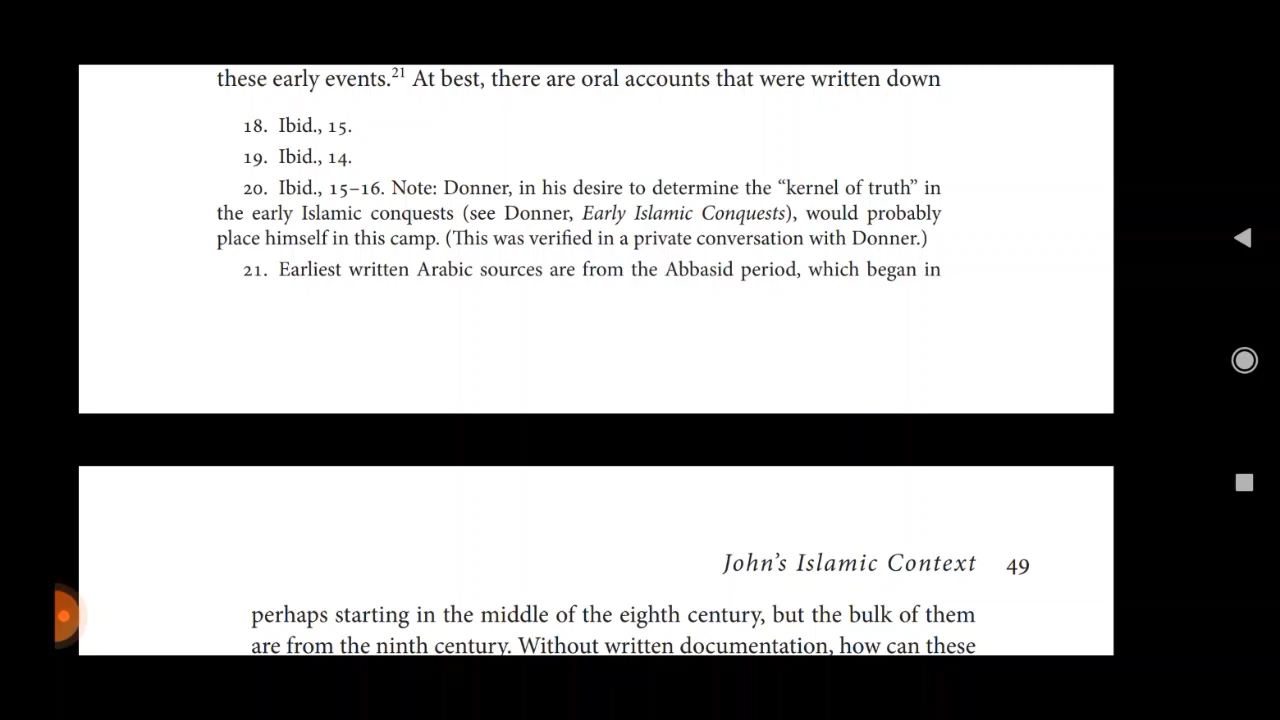 these early events.21 At best, there are oral accounts that were written down
18. Ibid., 15.
19. Ibid., 14.
20. Ibid., 15–16. Note: Donner, in his desire to determine the “kernel of truth” in
the early Islamic conquests (see Donner, Early Islamic Conquests), would probably
place himself in this camp. (This was verified in a private conversation with Donner.)
21. Earliest written Arabic sources are from the Abbasid period, which began in
John’s Islamic Context 49
perhaps starting in the middle of the eighth century, but the bulk of them
are from the ninth century. Without written documentation, how can these